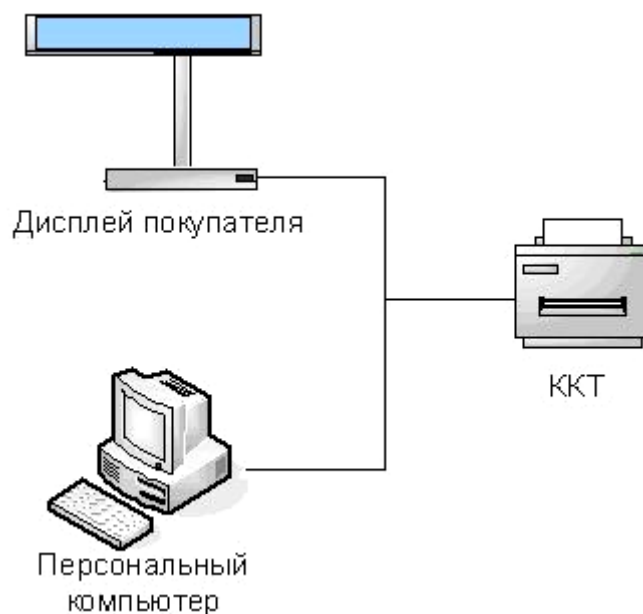 Дисплей покупателя
ККТ
Персональный
компьютер